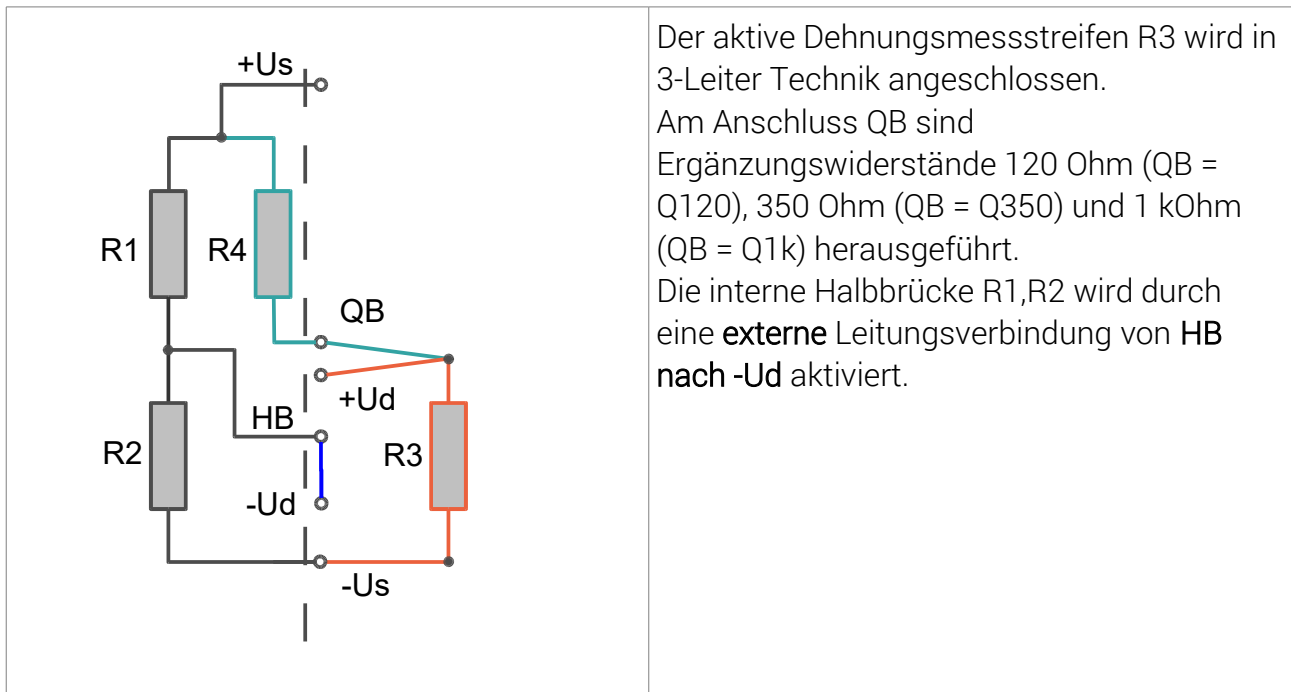 +Us
R1
R4
QB
+Ud
HB
R2
R3
-Ud
-Us
Der aktive Dehnungsmessstreifen R3 wird in
3-Leiter Technik angeschlossen.
Am Anschluss QB sind
Ergänzungswiderstände 120 Ohm (QB =
Q120), 350 Ohm (QB = Q350) und 1 kOhm
(QB = Q1k) herausgeführt.
Die interne Halbbrücke R1,R2 wird durch
eine externe Leitungsverbindung von HB
nach -Ud aktiviert.